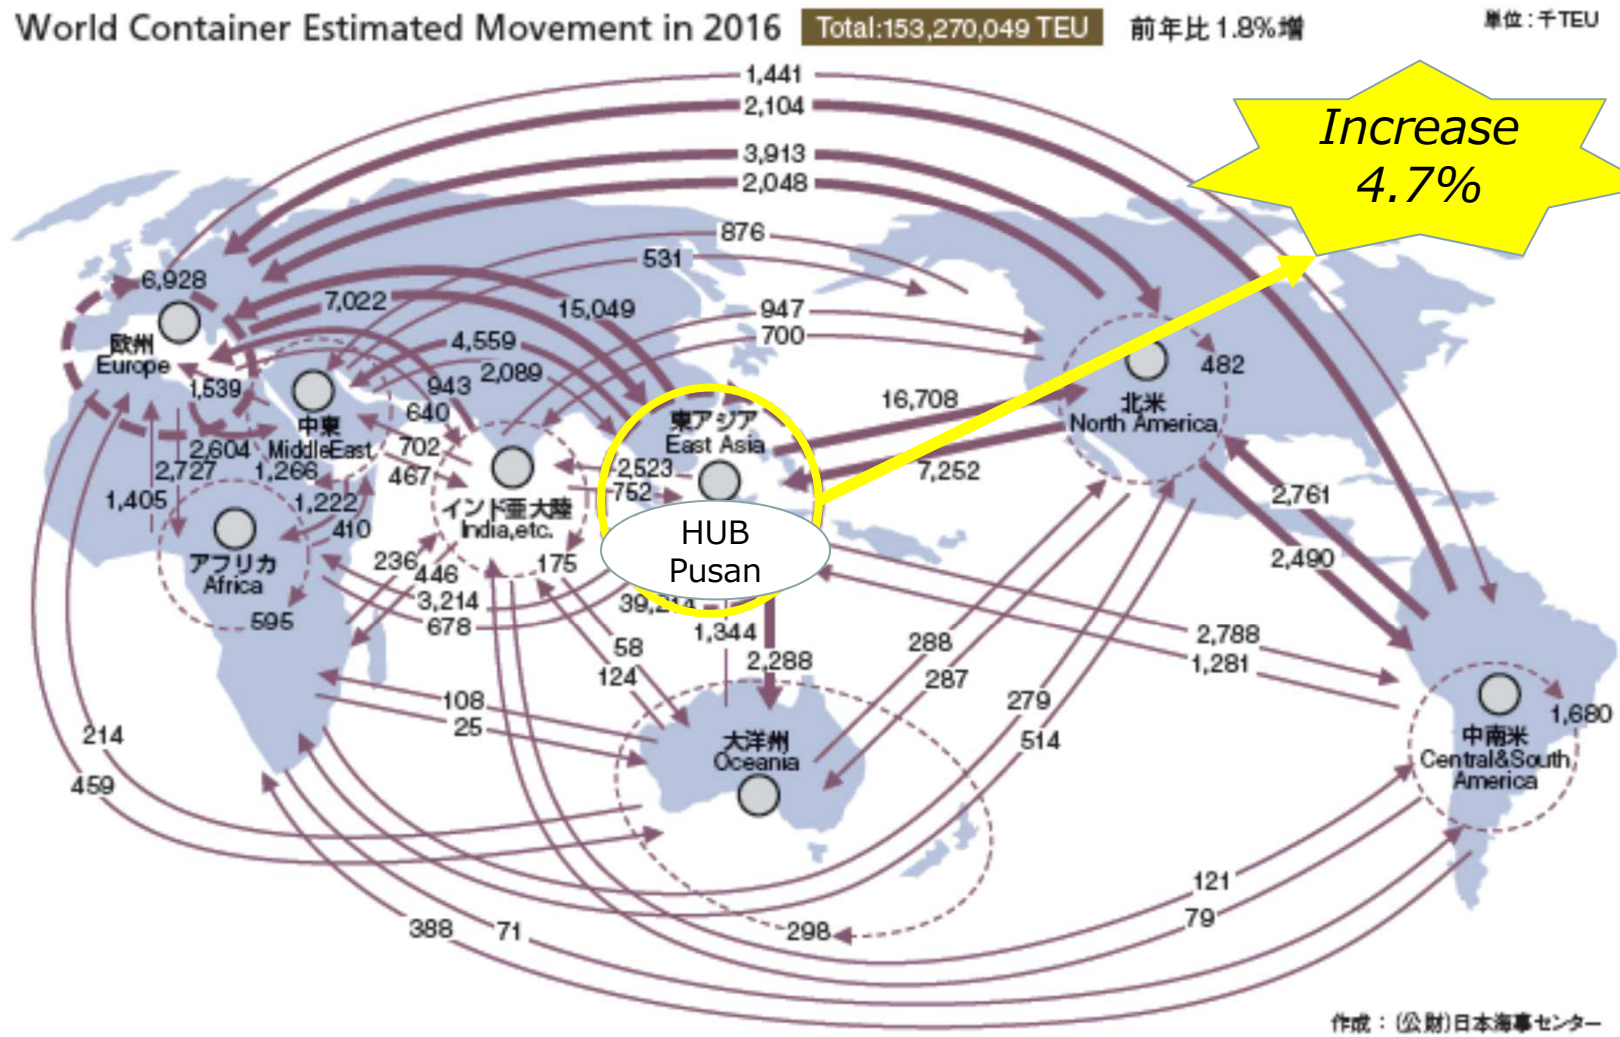 World Container Estimated Movement in 2016 Total:153,270,049 TEU 前年比1.8%増 単位:千TEU
1,441
2,104
Increase
4.7%
3,913
2,048
876
531
6,928
7,022
15,049
947
700
欧州
Europe
4,559
2,089
482
1,539
943
640
中東
MiddleEast
東アジア
East Asia
16,708
北米
North America
2,604
2,727
1,266
702
467
2,523
752
7,252
1,405
1,222
410
インド亜大陸
India,etc.
2,761
2,490
HUB
Pusan
アフリカ
Africa
236
446
175
3,214
678
595
39,214
1,344
58
124
2,288
288
287
2,788
1,281
108
25
279
514
214
459
大洋州
Oceania
1,680
中南米
Central&South
America
121
79
388
71
298
作成:(公財)日本海事センター